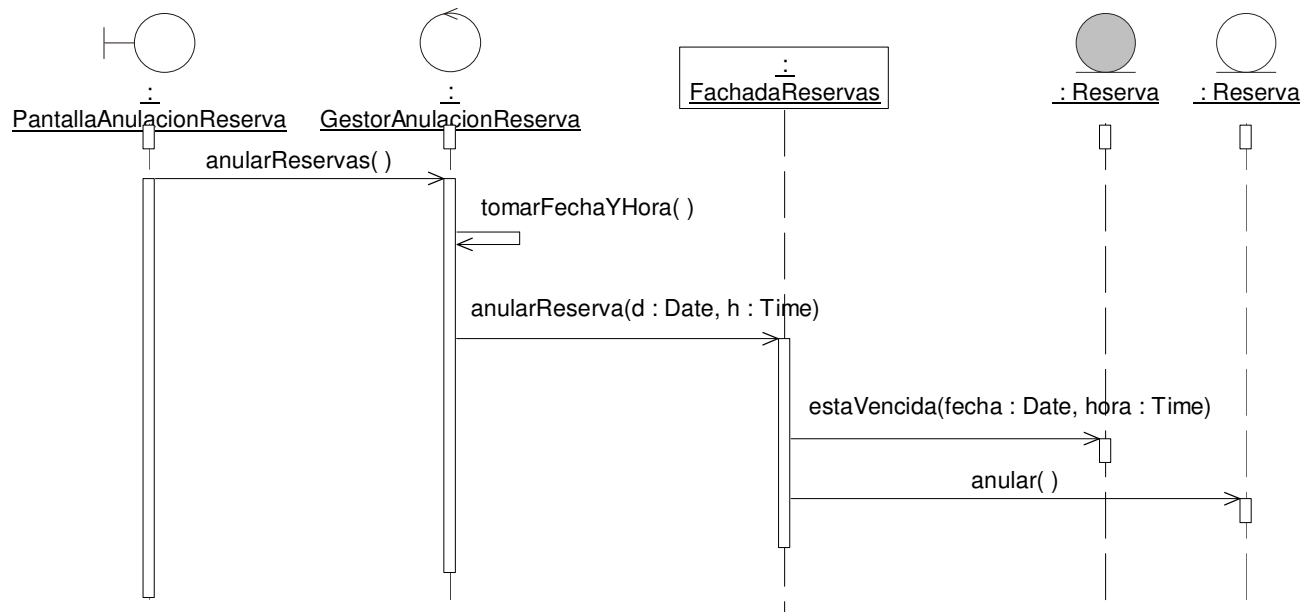 :
PantallaAnulacionReserva
:
GestorAnulacionReserva
:
FachadaReservas
: Reserva
: Reserva
anularReservas( )
tomarFechaYHora( )
anularReserva(d : Date, h : Time)
estaVencida(fecha : Date, hora : Time)
anular( )